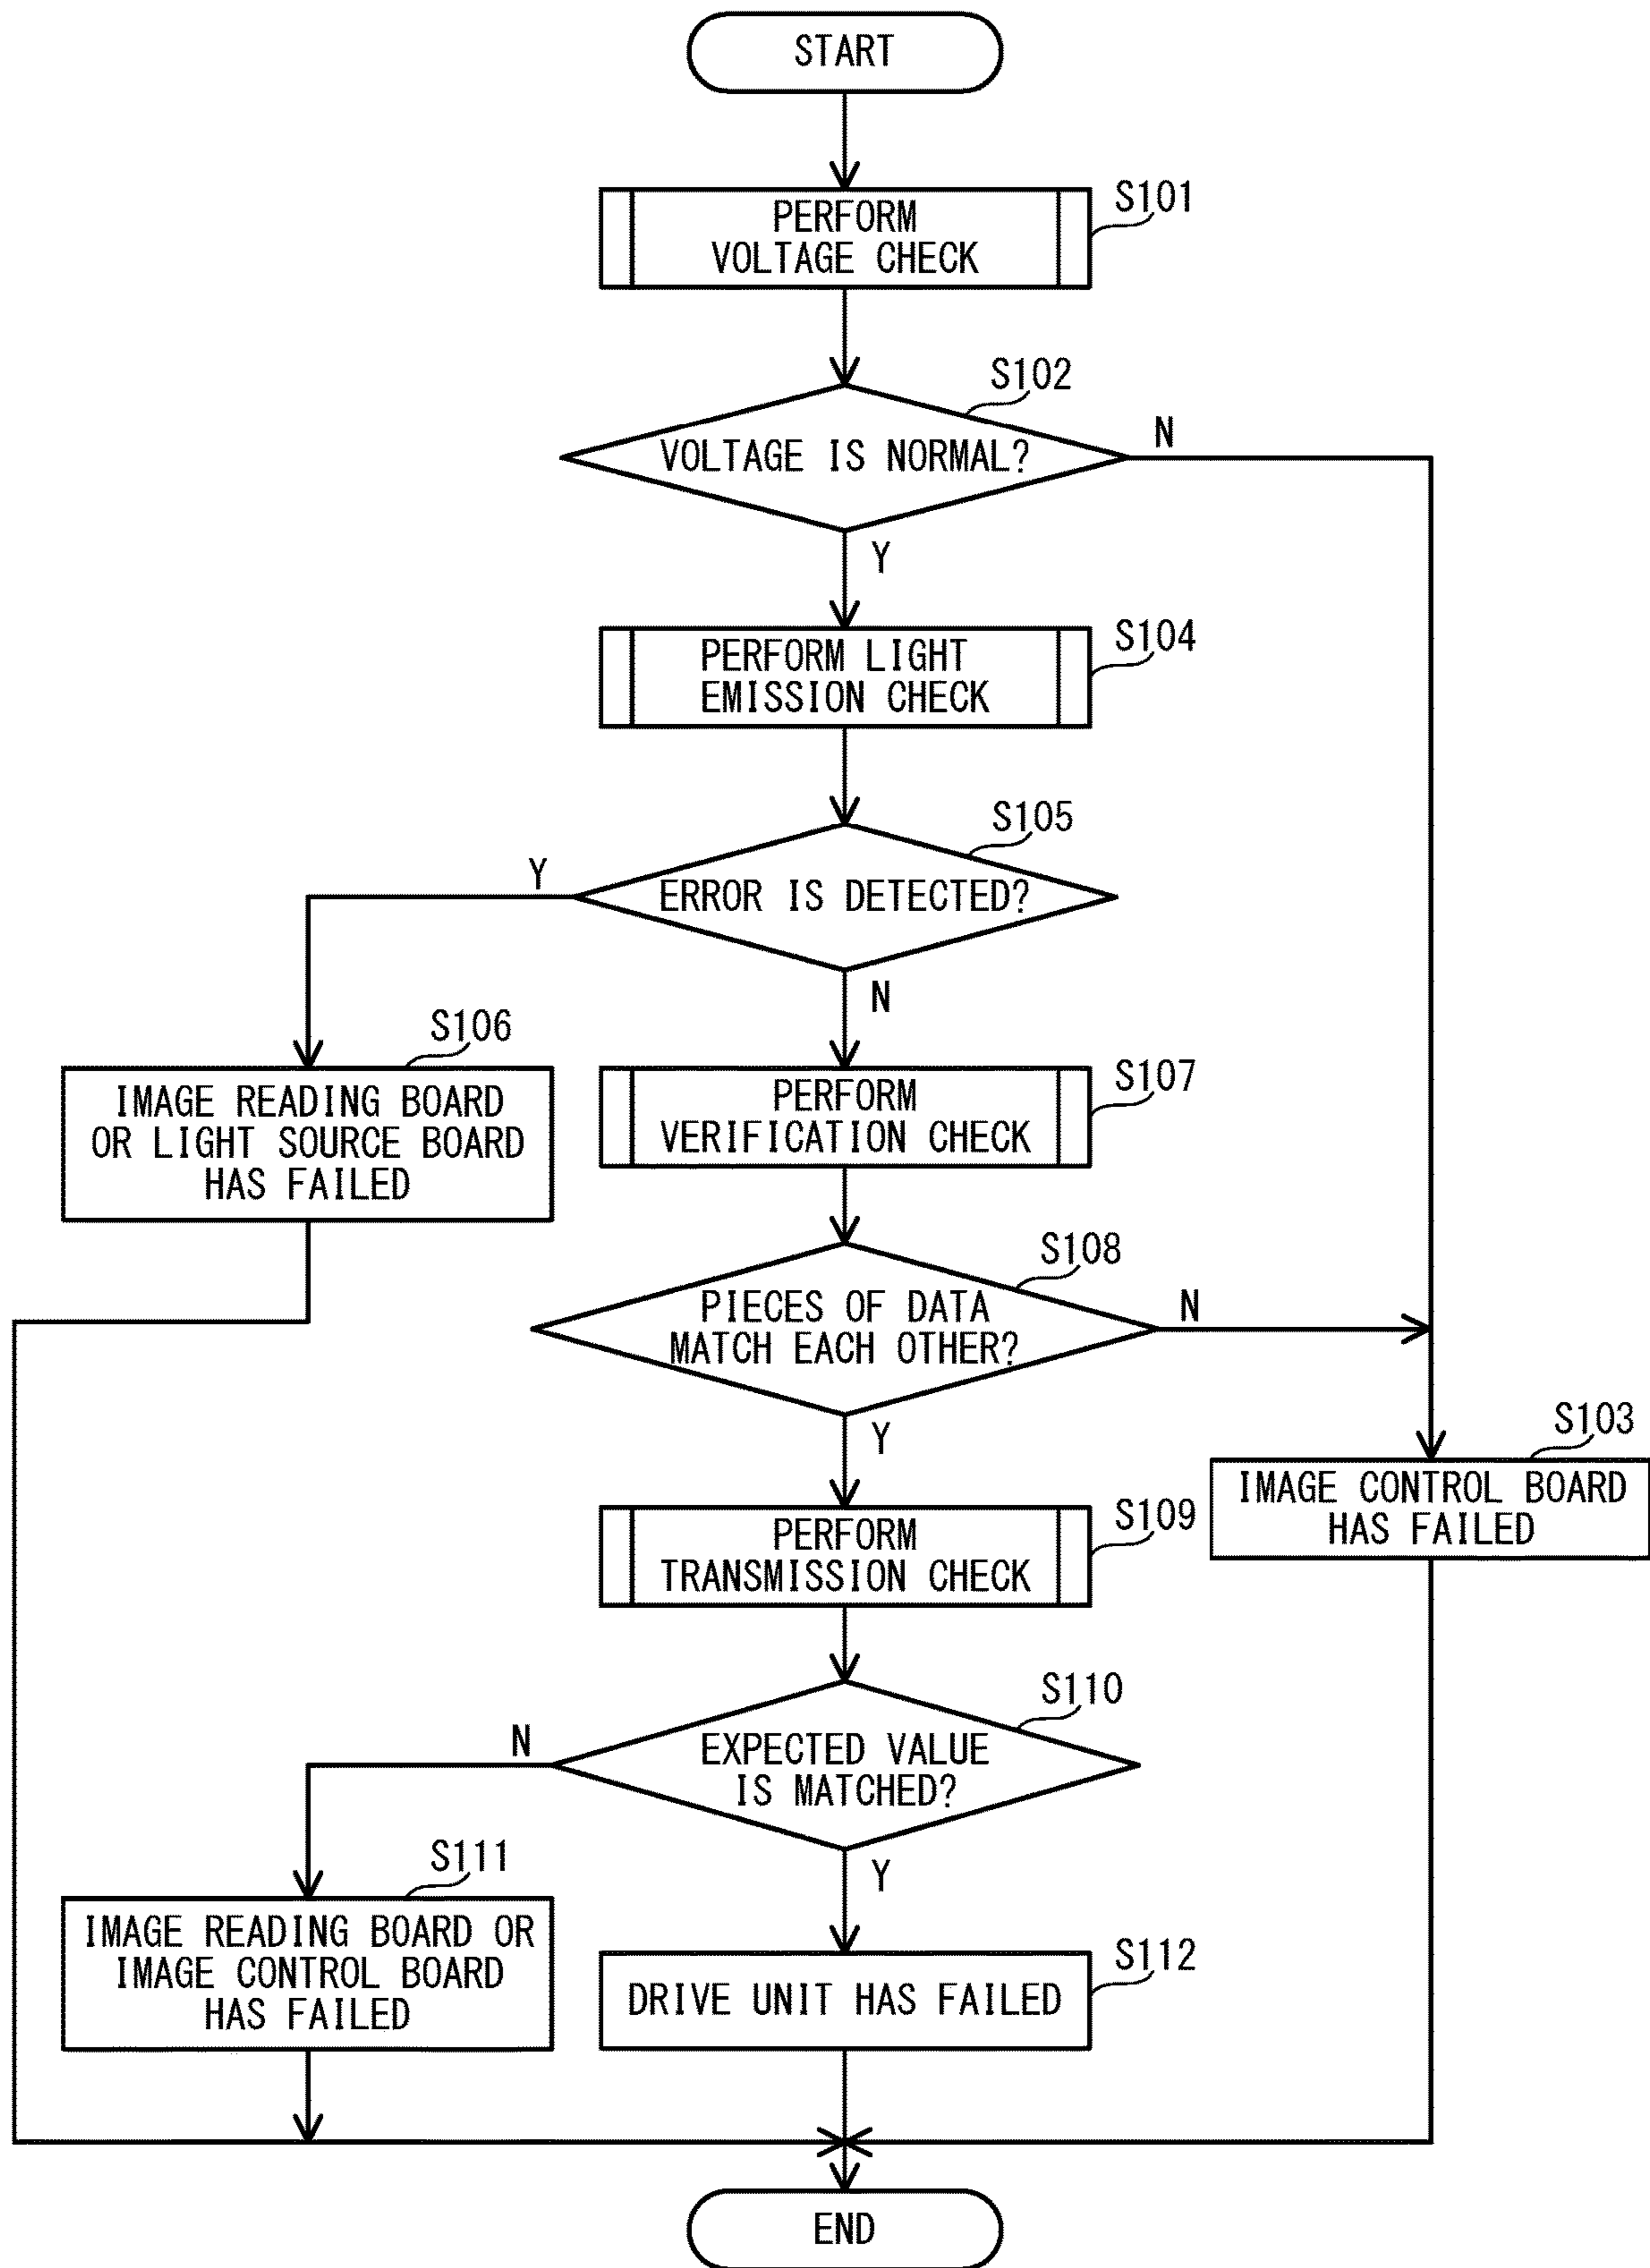 START
S101
PERFORM
VOLTAGE CHECK
S102
VOLTAGE IS NORMAL?
N
Y
S104
PERFORM LIGHT
EMISSION CHECK
S105
Y
ERROR IS DETECTED?
N
S106
IMAGE READING BOARD
OR LIGHT SOURCE BOARD
HAS FAILED
S107
PERFORM
VERIFICATION CHECK
S108
PIECES OF DATA
MATCH EACH OTHER?
N
Y
S103
IMAGE CONTROL BOARD
HAS FAILED
S109
PERFORM
TRANSMISSION CHECK
S110
N
EXPECTED VALUE
IS MATCHED?
Y
S111
IMAGE READING BOARD OR
IMAGE CONTROL BOARD
HAS FAILED
S112
DRIVE UNIT HAS FAILED
END